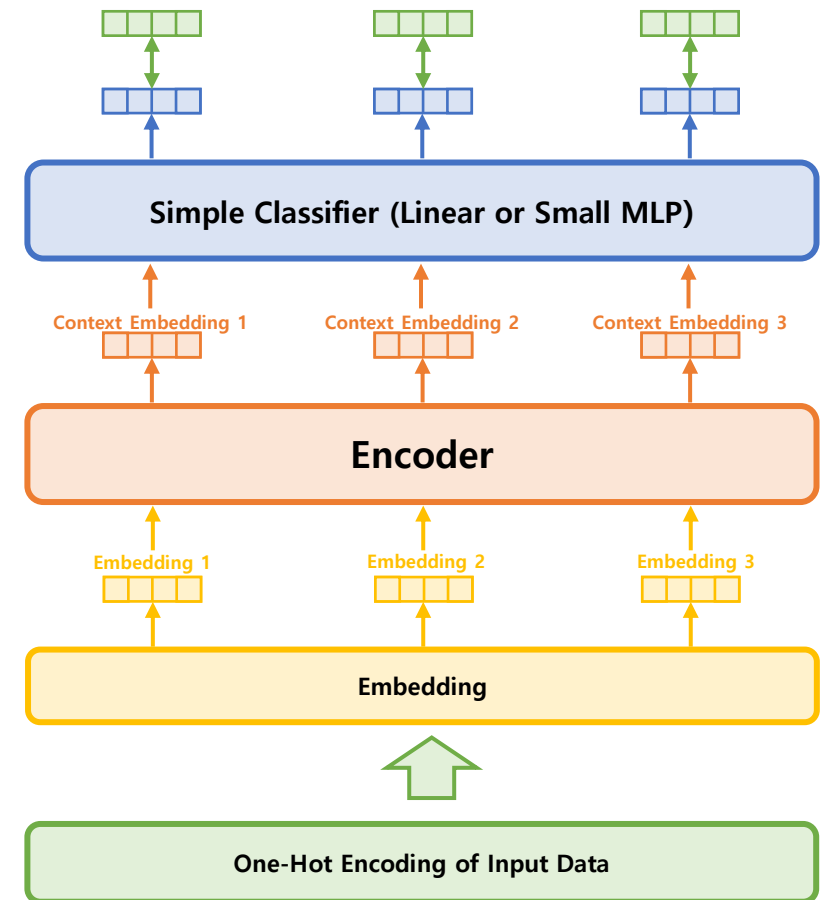 Simple Classifier (Linear or Small MLP)
Context Embedding 1
Context Embedding 2
Context Embedding 3
Encoder
Embedding 1
Embedding 2
Embedding 3
Embedding
One-Hot Encoding of Input Data